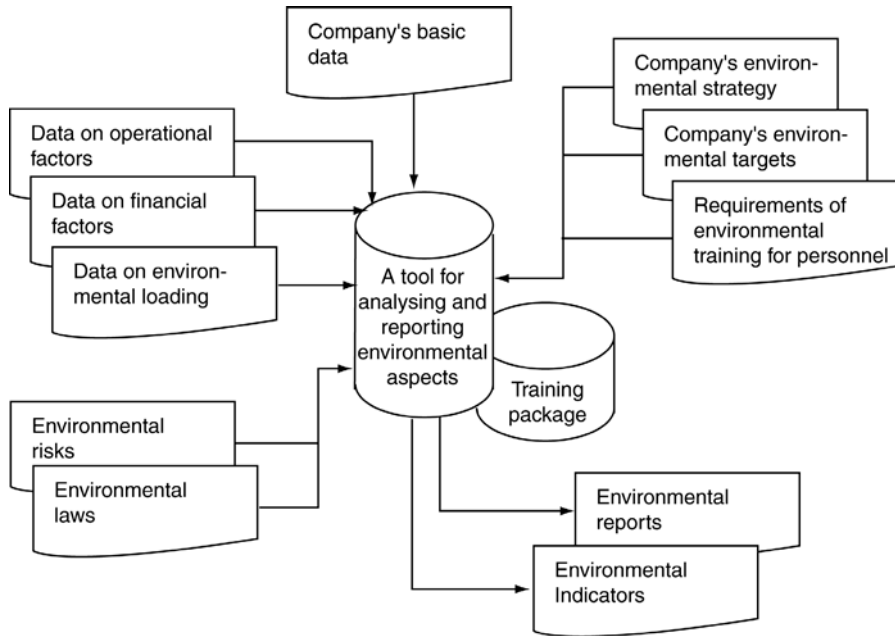 Company's basic
data
Company's environ-
mental strategy
Company's environ-
mental targets
Requirements of
environmental
training for personnel
Data on operational
factors
Data on financial
factors
Data on environ-
mental loading
A tool for
analysing and
reporting
environmental
aspects
Training
package
Environmental
risks
Environmental
laws
Environmental
reports
Environmental
Indicators